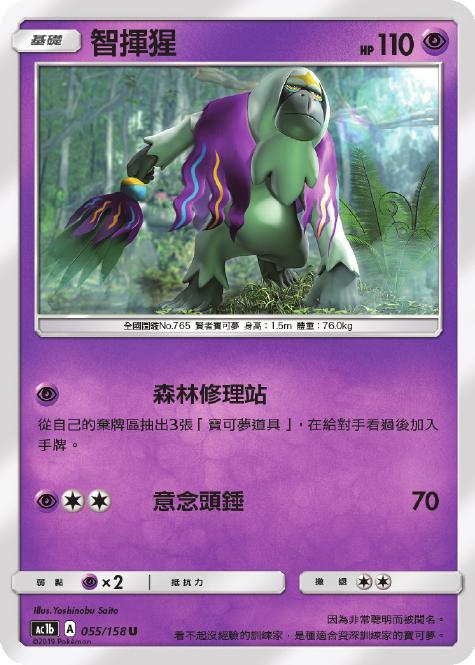 基礎 智揮猩 HP 110
全國圖鑑No.765 賢者寶可夢 身高：1.5m 體重：76.0kg
森林修理站
從自己的棄牌區抽出3張「寶可夢道具」，在給對手看過後加入
手牌。
意念頭錘 70
弱點 ×2 抵抗力 撤退
Illus.Yoshinobu Saito
AC1b A 055/158 U
©2019 Pokémon
因為非常聰明而被聞名。
看不起沒經驗的訓練家，是種適合資深訓練家的寶可夢。